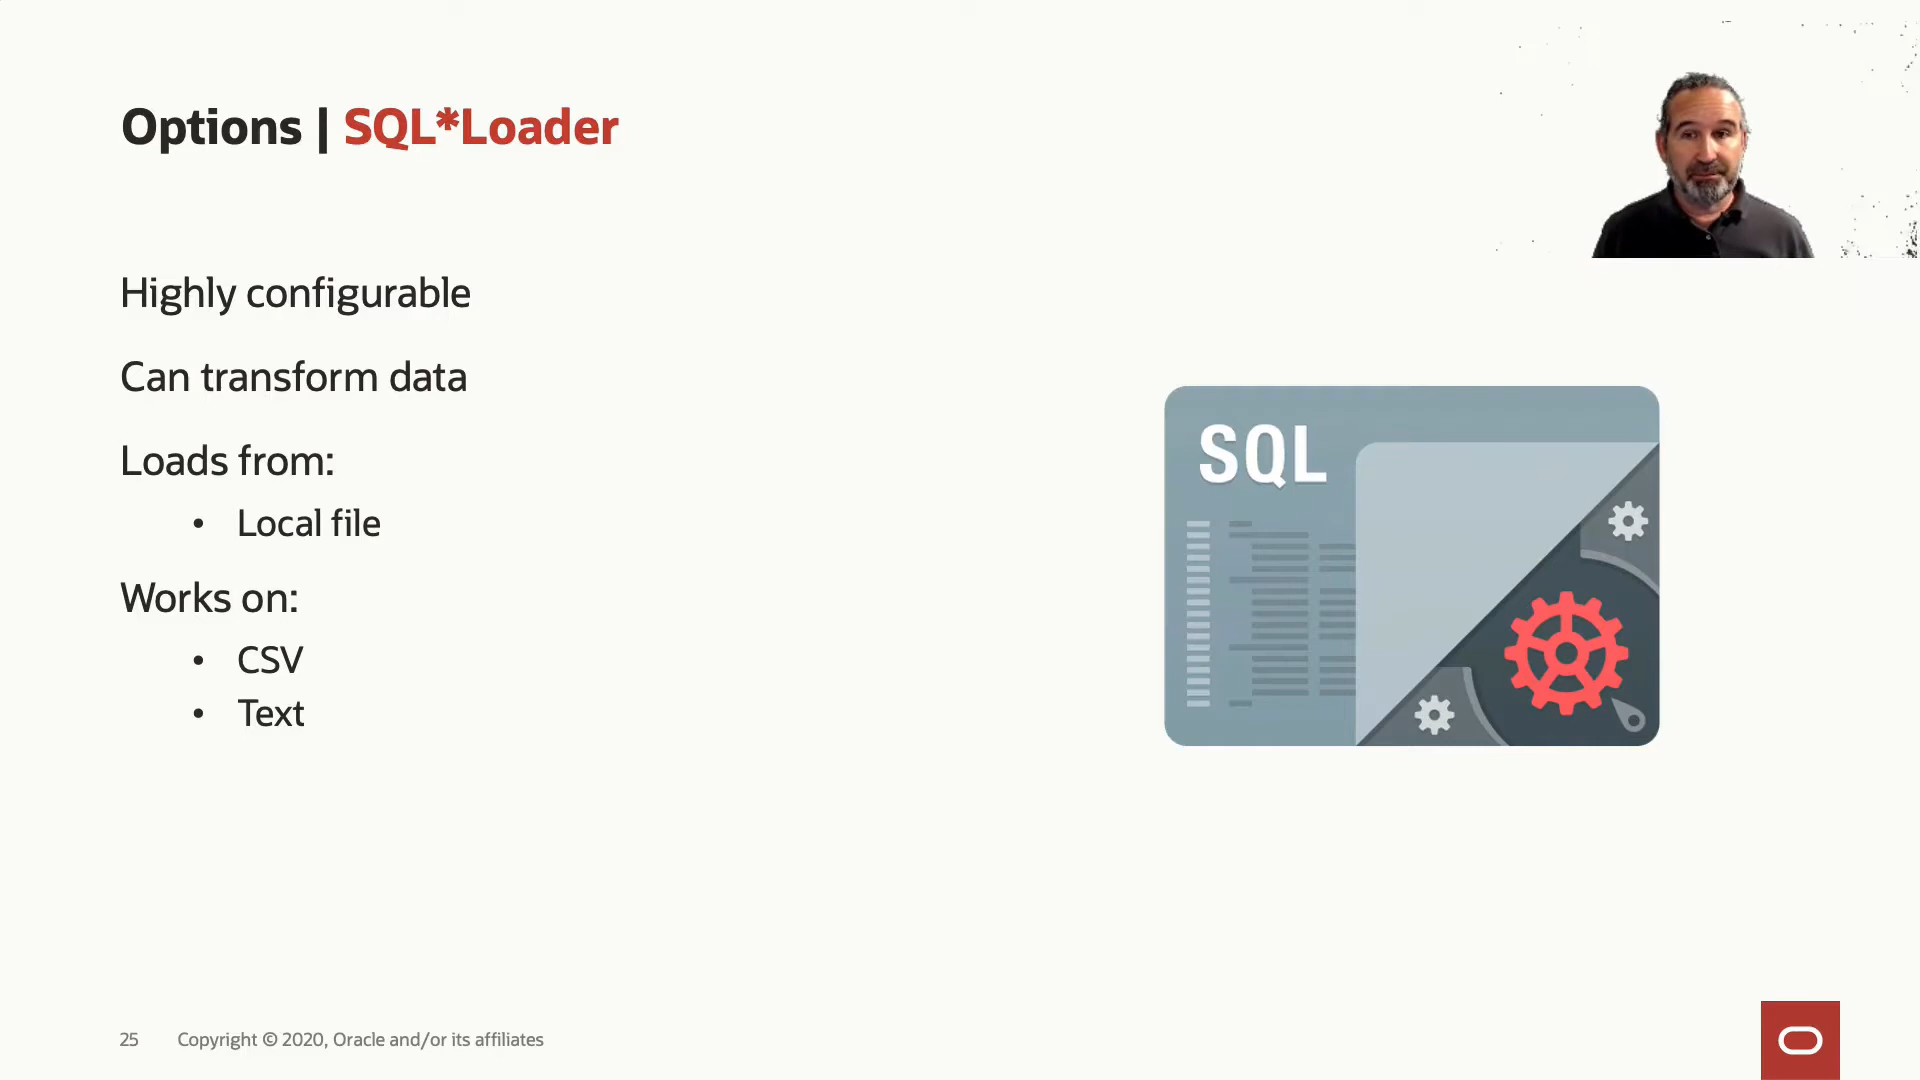 Options | SQL*Loader
Highly configurable
Can transform data
Loads from:
• Local file
Works on:
• CSV
• Text
SQL
25 Copyright © 2020, Oracle and/or its affiliates